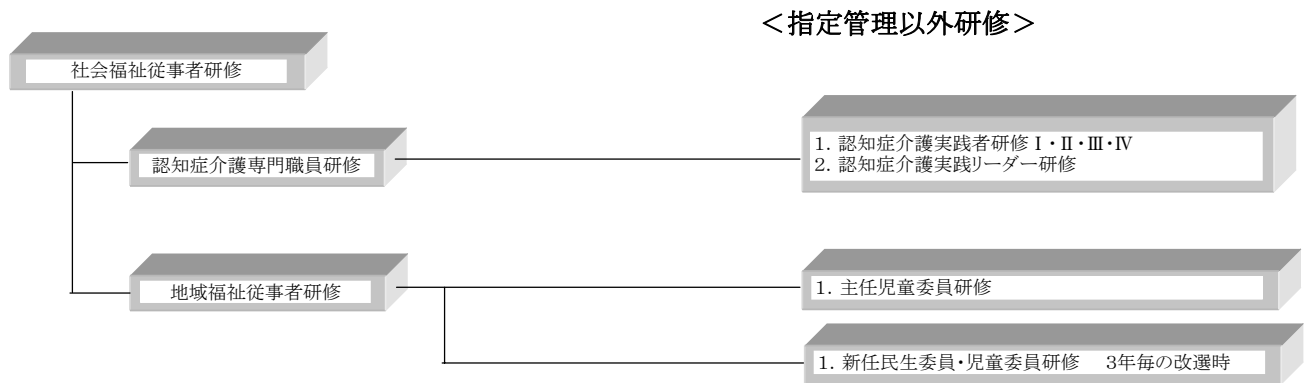 ＜指定管理以外研修＞
社会福祉従事者研修
認知症介護専門職員研修
1. 認知症介護実践者研修Ⅰ・Ⅱ・Ⅲ・Ⅳ
2. 認知症介護実践リーダー研修
地域福祉従事者研修
1. 主任児童委員研修
1. 新任民生委員・児童委員研修　3年毎の改選時